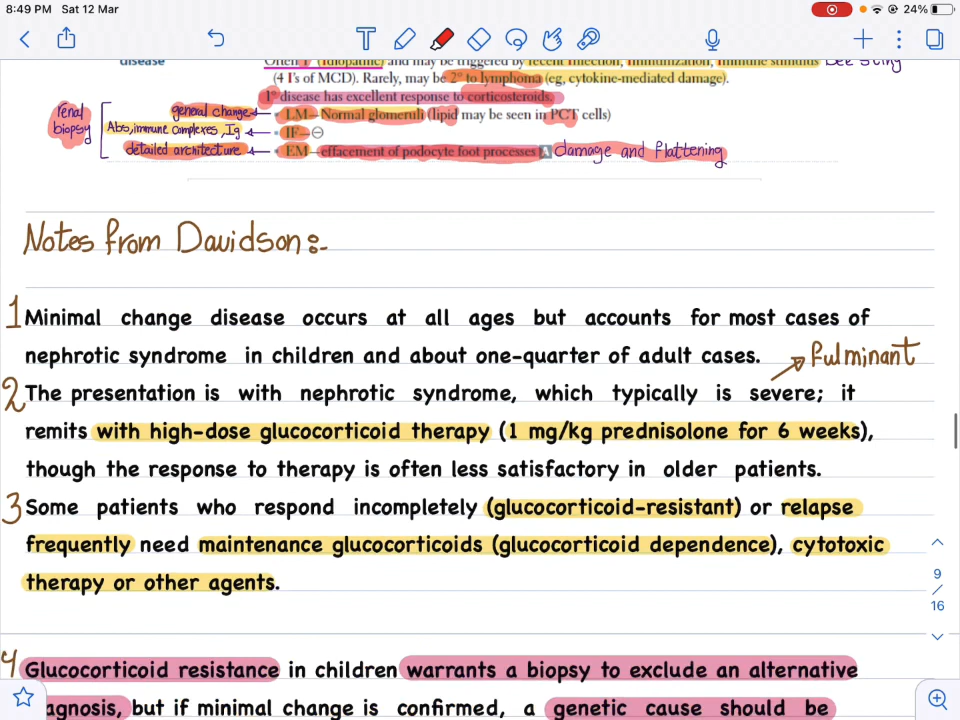 8:49 PM Sat 12 Mar
24%
disease
Often 1° (idiopathic) and may be triggered by recent infection, immunization, immune stimulus Bee sting
(4 I's of MCD). Rarely, may be 2° to lymphoma (eg, cytokine-mediated damage).
1° disease has excellent response to corticosteroids.
renal biopsy
general change
LM—Normal glomeruli (lipid may be seen in PCT cells)
Abs, immune complexes, Ig
IF—⊖
detailed architecture
EM—effacement of podocyte foot processes A damage and flattening
Notes from Davidson:-
1 Minimal change disease occurs at all ages but accounts for most cases of
nephrotic syndrome in children and about one-quarter of adult cases.
fulminant
2 The presentation is with nephrotic syndrome, which typically is severe; it
remits with high-dose glucocorticoid therapy (1 mg/kg prednisolone for 6 weeks),
though the response to therapy is often less satisfactory in older patients.
3 Some patients who respond incompletely (glucocorticoid-resistant) or relapse
frequently need maintenance glucocorticoids (glucocorticoid dependence), cytotoxic
therapy or other agents.
9
/
16
4 Glucocorticoid resistance in children warrants a biopsy to exclude an alternative
agnosis, but if minimal change is confirmed, a genetic cause should be